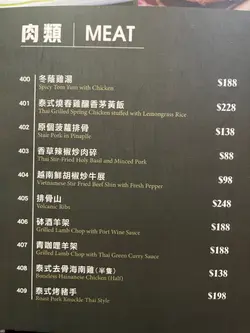 肉類 | MEAT
400 冬蔭雞湯 $188
Spicy Tom Yum with Chicken
401 泰式燒春雞釀香茅黃飯 $228
Thai Grilled Spring Chicken stuffed with Lemongrass Rice
402 原個菠蘿排骨 $138
Stair Pork in Pinapple
403 香草辣椒炒肉碎 $88
Thai Stir-Fried Holy Basil and Minced Pork
404 越南鮮胡椒炒牛展 $98
Vietnamese Stir Fried Beef Shin with Fresh Pepper
405 排骨山 $248
Volcanic Ribs
406 砵酒羊架 $188
Grilled Lamb Chop with Port Wine Sauce
407 青咖喱羊架 $188
Grilled Lamb Chop with Thai Green Curry Sauce
408 泰式去骨海南雞(半隻) $138
Boneless Hainanese Chicken (Half)
409 泰式烤豬手 $198
Roast Pork Knuckle Thai Style